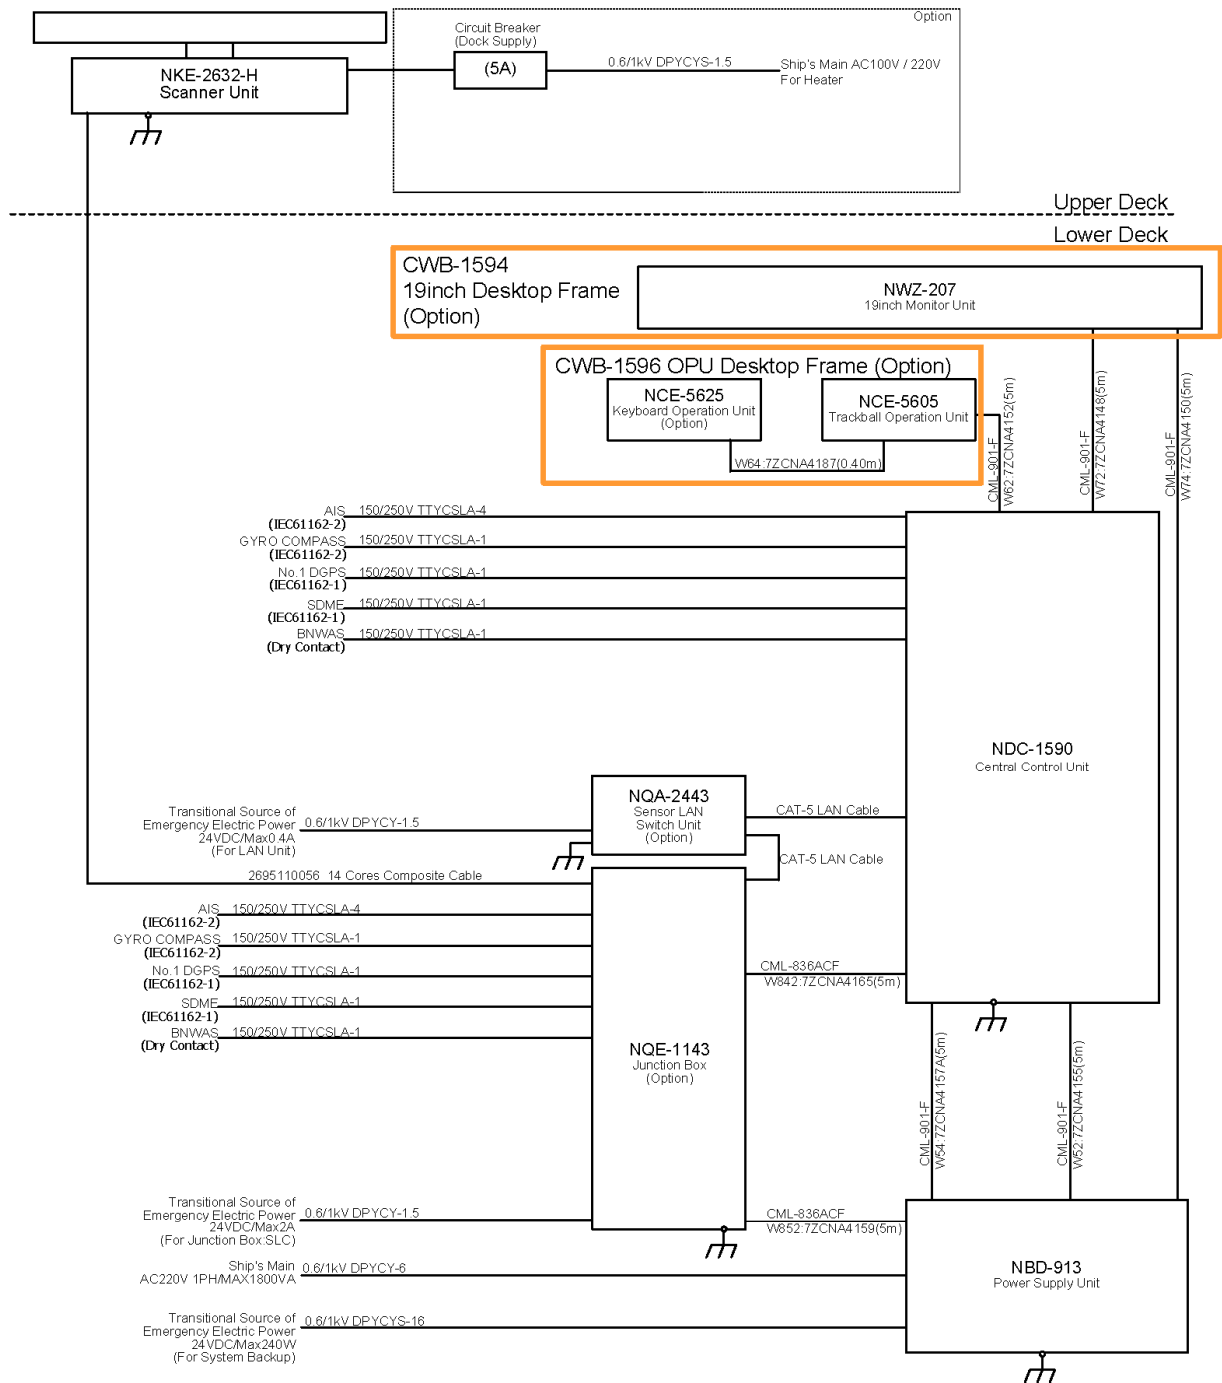 Option
Circuit Breaker
(Dock Supply)
(5A)
0.6/1kV DPYCYS-1.5
Ship's Main AC100V / 220V
For Heater
NKE-2632-H
Scanner Unit
Upper Deck
Lower Deck
CWB-1594
19inch Desktop Frame
(Option)
NWZ-207
19inch Monitor Unit
CWB-1596 OPU Desktop Frame (Option)
NCE-5625
Keyboard Operation Unit
(Option)
NCE-5605
Trackball Operation Unit
W64:7ZCNA4187(0.40m)
CML-901-F
W62:7ZCNA4152(5m)
CML-901-F
W72:7ZCNA4148(5m)
CML-901-F
W74:7ZCNA4150(5m)
AIS 150/250V TTYCSLA-4
(IEC61162-2)
GYRO COMPASS 150/250V TTYCSLA-1
(IEC61162-2)
No.1 DGPS 150/250V TTYCSLA-1
(IEC61162-1)
SDME 150/250V TTYCSLA-1
(IEC61162-1)
BNWAS 150/250V TTYCSLA-1
(Dry Contact)
NDC-1590
Central Control Unit
NQA-2443
Sensor LAN
Switch Unit
(Option)
CAT-5 LAN Cable
CAT-5 LAN Cable
Transitional Source of
Emergency Electric Power
24VDC/Max0.4A
(For LAN Unit)
0.6/1kV DPYCY-1.5
2695110056 14 Cores Composite Cable
AIS 150/250V TTYCSLA-4
(IEC61162-2)
GYRO COMPASS 150/250V TTYCSLA-1
(IEC61162-2)
No.1 DGPS 150/250V TTYCSLA-1
(IEC61162-1)
SDME 150/250V TTYCSLA-1
(IEC61162-1)
BNWAS 150/250V TTYCSLA-1
(Dry Contact)
CML-836ACF
W842:7ZCNA4165(5m)
NQE-1143
Junction Box
(Option)
CML-901-F
W54:7ZCNA4157A(5m)
CML-901-F
W52:7ZCNA4155(5m)
Transitional Source of
Emergency Electric Power
24VDC/Max2A
(For Junction Box:SLC)
0.6/1kV DPYCY-1.5
CML-836ACF
W852:7ZCNA4159(5m)
Ship's Main
AC220V 1PH/MAX1800VA
0.6/1kV DPYCY-6
NBD-913
Power Supply Unit
Transitional Source of
Emergency Electric Power
24VDC/Max240W
(For System Backup)
0.6/1kV DPYCYS-16